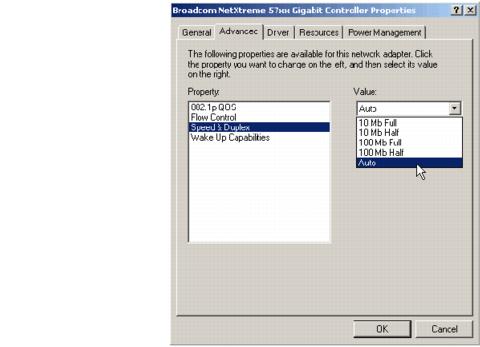 Broadcom NetXtreme 57xx Gigabit Controller Properties
General Advanced Driver Resources Power Management
The following properties are available for this network adapter. Click
the property you want to change on the left, and then select its value
on the right.
Property:
Value:
802.1p QOS
Flow Control
Speed & Duplex
Wake Up Capabilities
Auto
10 Mb Full
10 Mb Half
100 Mb Full
100 Mb Half
Auto
OK
Cancel